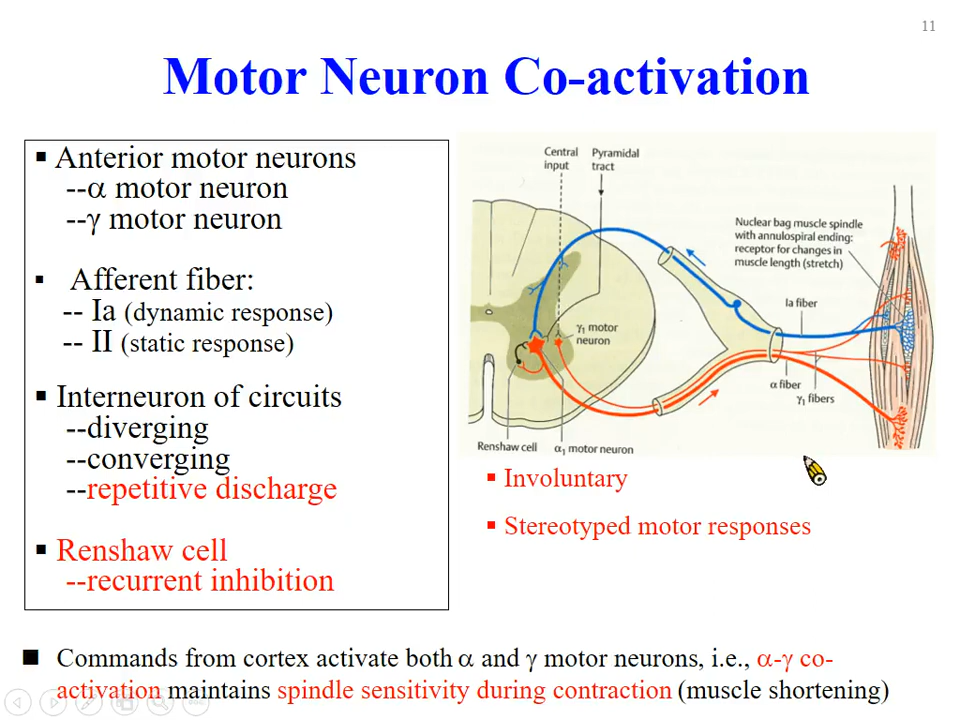 11
Motor Neuron Co-activation
▪ Anterior motor neurons
--α motor neuron
--γ motor neuron
▪ Afferent fiber:
-- Ia (dynamic response)
-- II (static response)
▪ Interneuron of circuits
--diverging
--converging
--repetitive discharge
▪ Renshaw cell
--recurrent inhibition
Central
input
Pyramidal
tract
Nuclear bag muscle spindle
with annulospiral ending:
receptor for changes in
muscle length (stretch)
Ia fiber
γ1 motor
neuron
α fiber
γ1 fibers
Renshaw cell
α1 motor neuron
▪ Involuntary
▪ Stereotyped motor responses
■ Commands from cortex activate both α and γ motor neurons, i.e., α-γ co-
activation maintains spindle sensitivity during contraction (muscle shortening)